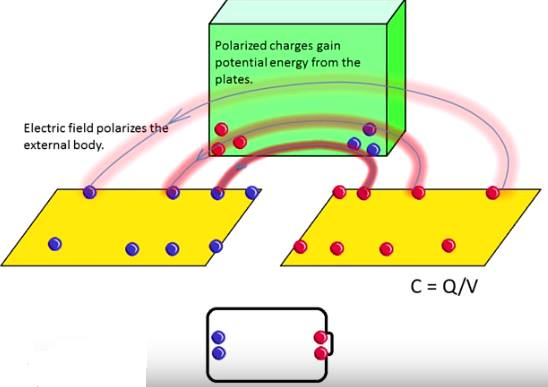 Polarized charges gain
potential energy from the
plates.
Electric field polarizes the
external body.
C = Q/V